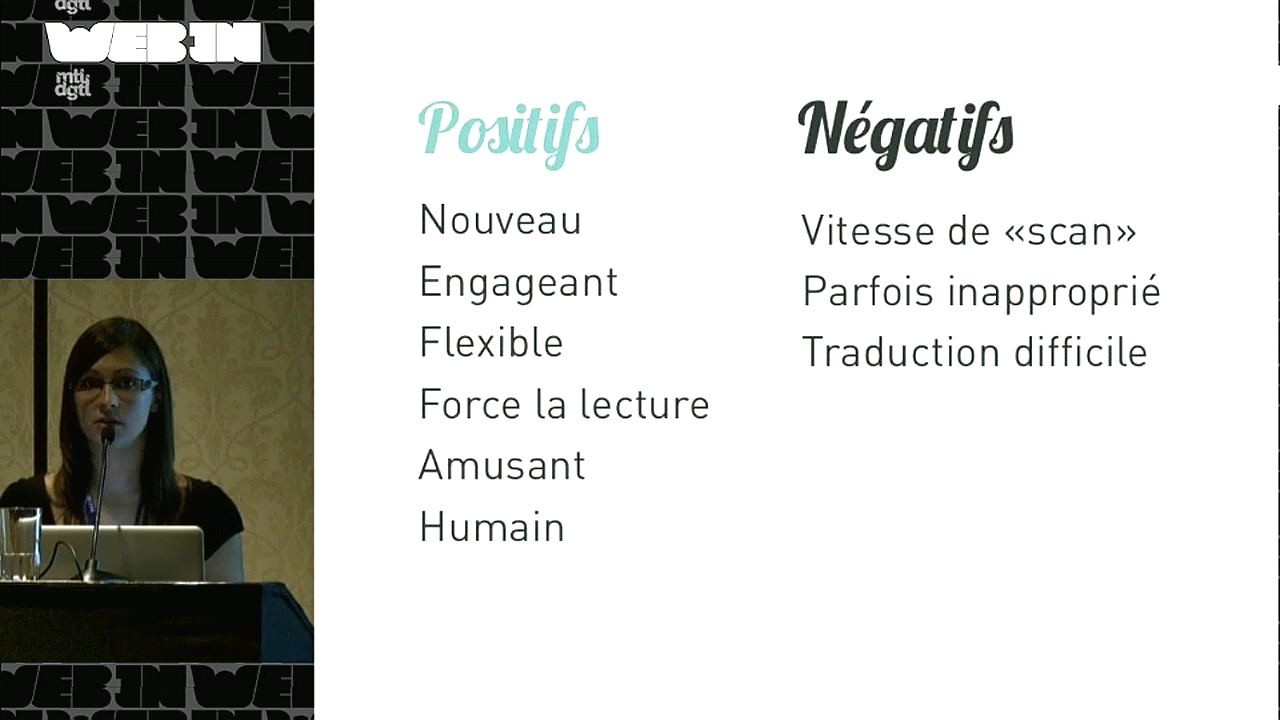 WEB-IN
mtl
dgtl
Positifs
Nouveau
Engageant
Flexible
Force la lecture
Amusant
Humain
Négatifs
Vitesse de «scan»
Parfois inapproprié
Traduction difficile